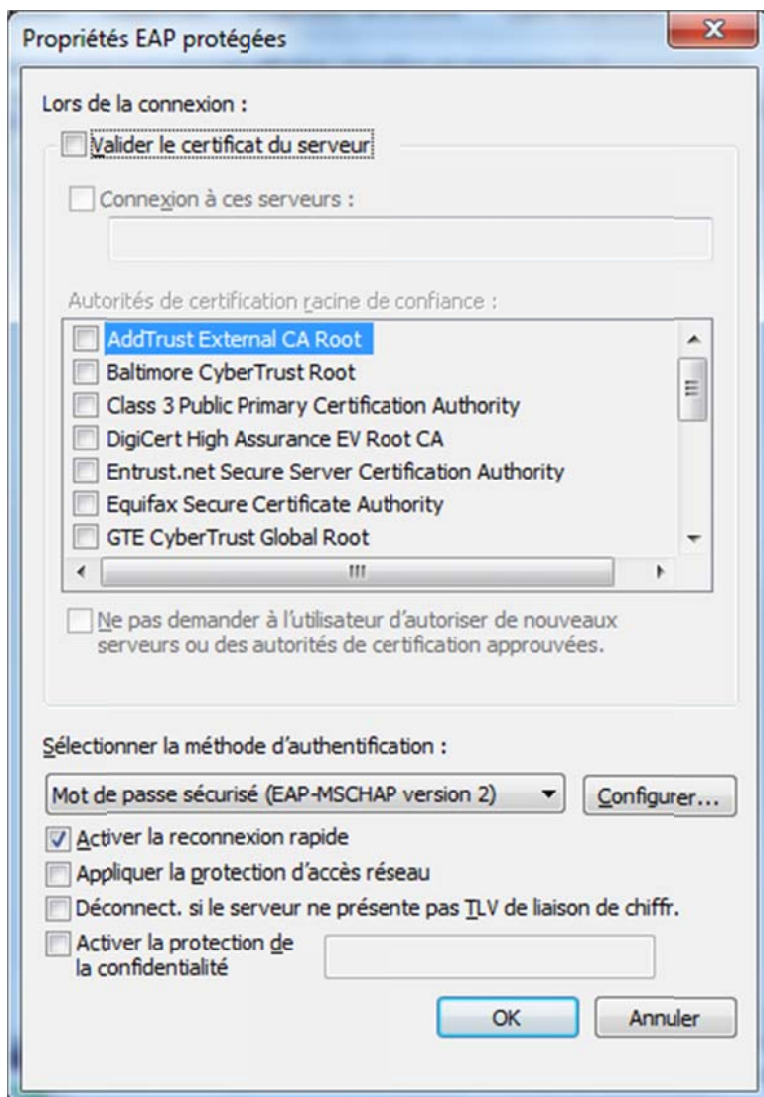 Propriétés EAP protégées
Lors de la connexion :
Valider le certificat du serveur
Connexion à ces serveurs :
Autorités de certification racine de confiance :
AddTrust External CA Root
Baltimore CyberTrust Root
Class 3 Public Primary Certification Authority
DigiCert High Assurance EV Root CA
Entrust.net Secure Server Certification Authority
Equifax Secure Certificate Authority
GTE CyberTrust Global Root
Ne pas demander à l'utilisateur d'autoriser de nouveaux
serveurs ou des autorités de certification approuvées.
Sélectionner la méthode d'authentification :
Mot de passe sécurisé (EAP-MSCHAP version 2)
Configurer...
Activer la reconnexion rapide
Appliquer la protection d'accès réseau
Déconnect. si le serveur ne présente pas TLV de liaison de chiffr.
Activer la protection de
la confidentialité
OK
Annuler